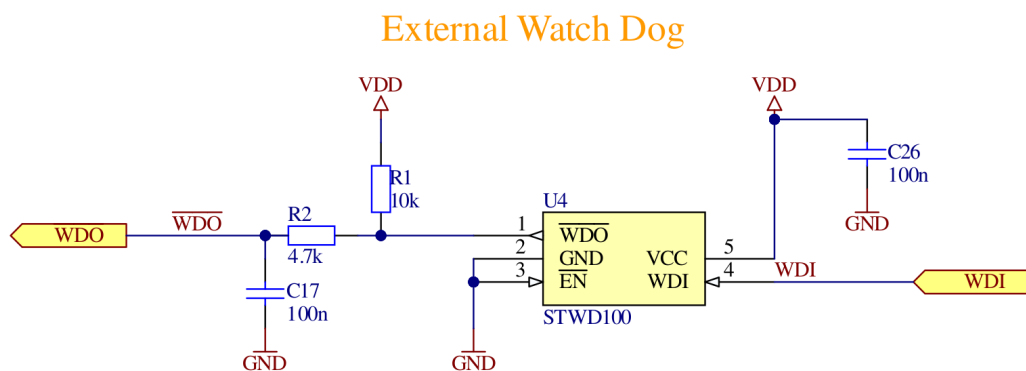 External Watch Dog
VDD
VDD
R1
10k
C26
100n
GND
U4
WDO
WDO
R2
4.7k
1
WDO
2
GND
3
EN
VCC
5
WDI
4
WDI
WDI
STWD100
C17
100n
GND
GND